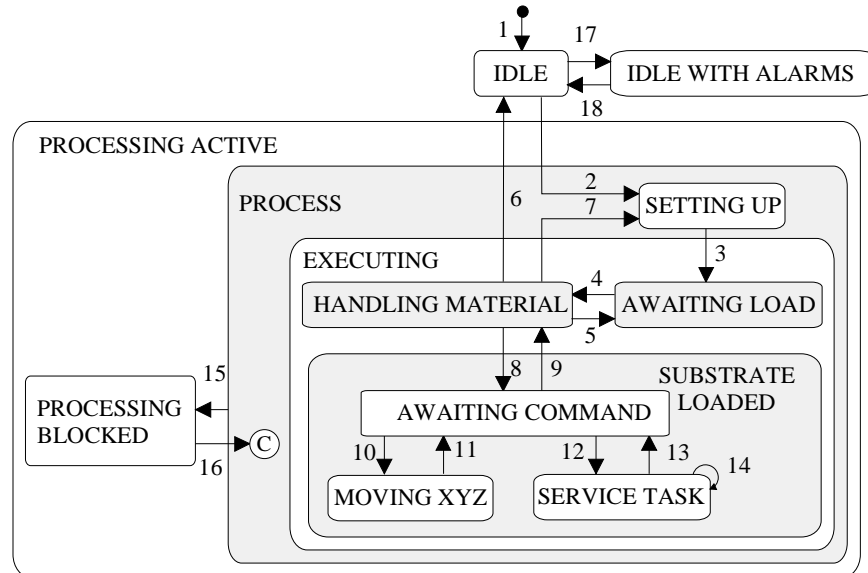 1
17
IDLE
IDLE WITH ALARMS
18
PROCESSING ACTIVE
PROCESS
6
2
7
SETTING UP
EXECUTING
3
HANDLING MATERIAL
4
AWAITING LOAD
5
8
9
SUBSTRATE
LOADED
15
PROCESSING
BLOCKED
C
16
AWAITING COMMAND
10
11
12
13
14
MOVING XYZ
SERVICE TASK